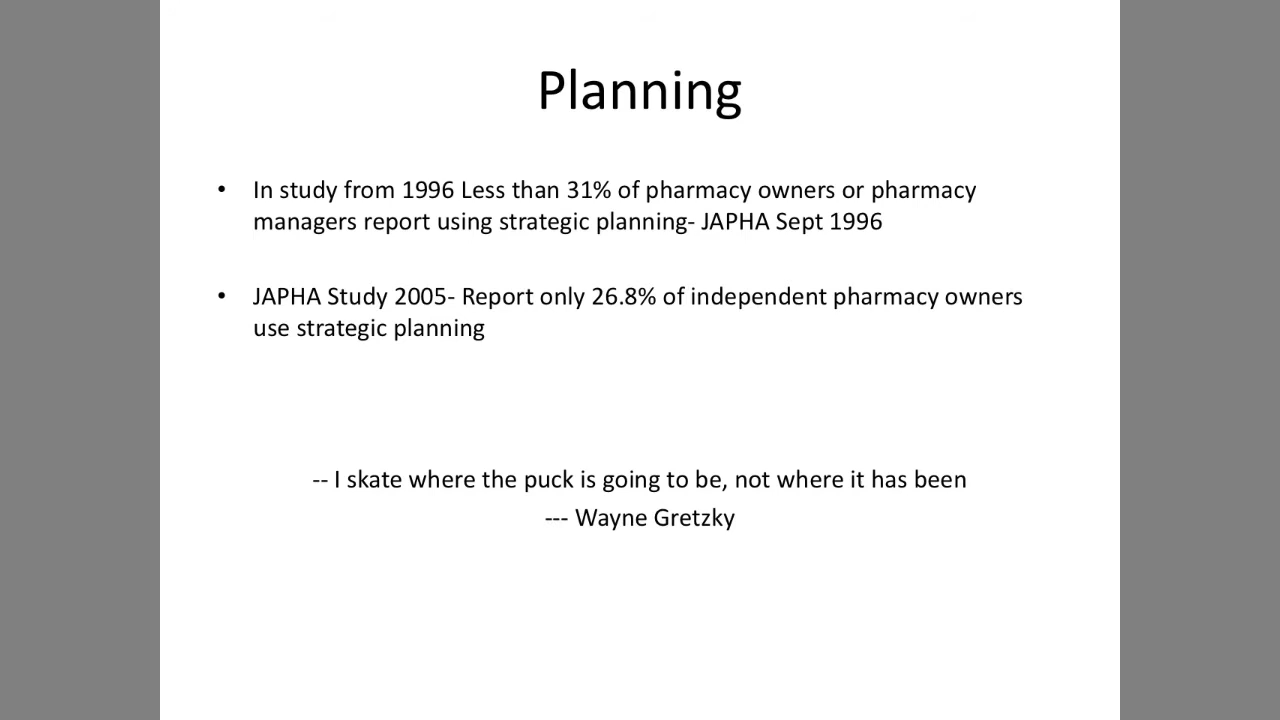 Planning
• In study from 1996 Less than 31% of pharmacy owners or pharmacy
managers report using strategic planning- JAPHA Sept 1996
• JAPHA Study 2005- Report only 26.8% of independent pharmacy owners
use strategic planning
-- I skate where the puck is going to be, not where it has been
--- Wayne Gretzky